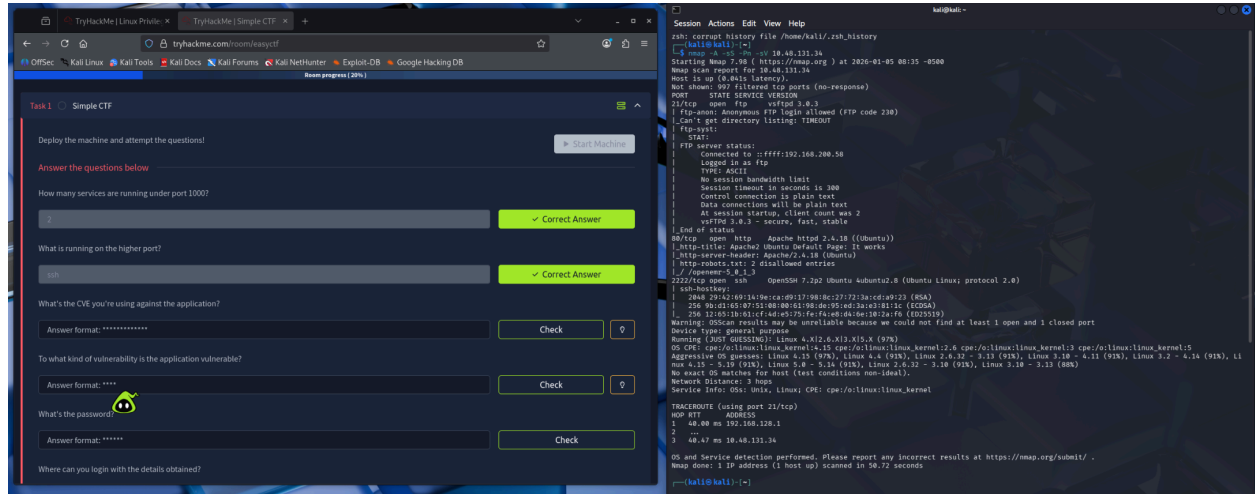 TryHackMe | Linux Privile
TryHackMe | Simple CTF
tryhackme.com/room/easyctf
OffSec
Kali Linux
Kali Tools
Kali Docs
Kali Forums
Kali NetHunter
Exploit-DB
Google Hacking DB
Room progress ( 20% )
Task 1
Simple CTF
Deploy the machine and attempt the questions!
Start Machine
Answer the questions below
How many services are running under port 1000?
2
Correct Answer
What is running on the higher port?
ssh
Correct Answer
What's the CVE you're using against the application?
Answer format: *************
Check
To what kind of vulnerability is the application vulnerable?
Answer format: ****
Check
What's the password?
Answer format: ******
Check
Where can you login with the details obtained?
kali@kali: ~
Session Actions Edit View Help
zsh: corrupt history file /home/kali/.zsh_history
(kali㉿kali)-[~]
$ nmap -A -sS -Pn -sV 10.48.131.34
Starting Nmap 7.98 ( https://nmap.org ) at 2026-01-05 08:35 -0500
Nmap scan report for 10.48.131.34
Host is up (0.041s latency).
Not shown: 997 filtered tcp ports (no-response)
PORT STATE SERVICE VERSION
21/tcp open ftp vsftpd 3.0.3
| ftp-anon: Anonymous FTP login allowed (FTP code 230)
|_Can't get directory listing: TIMEOUT
| ftp-syst:
| STAT:
| FTP server status:
| Connected to ::ffff:192.168.200.58
| Logged in as ftp
| TYPE: ASCII
| No session bandwidth limit
| Session timeout in seconds is 300
| Control connection is plain text
| Data connections will be plain text
| At session startup, client count was 2
| vsFTPd 3.0.3 - secure, fast, stable
|_End of status
80/tcp open http Apache httpd 2.4.18 ((Ubuntu))
|_http-title: Apache2 Ubuntu Default Page: It works
|_http-server-header: Apache/2.4.18 (Ubuntu)
| http-robots.txt: 2 disallowed entries
|_/ /openemr-5_0_1_3
2222/tcp open ssh OpenSSH 7.2p2 Ubuntu 4ubuntu2.8 (Ubuntu Linux; protocol 2.0)
| ssh-hostkey:
| 2048 29:42:69:14:9e:ca:d9:17:98:8c:27:72:3a:cd:a9:23 (RSA)
| 256 9b:d1:65:07:51:08:00:61:98:de:95:ed:3a:e3:81:1c (ECDSA)
|_ 256 12:65:1b:61:cf:4d:e5:75:fe:f4:e8:d4:6e:10:2a:f6 (ED25519)
Warning: OSScan results may be unreliable because we could not find at least 1 open and 1 closed port
Device type: general purpose
Running (JUST GUESSING): Linux 4.X|2.6.X|3.X|5.X (97%)
OS CPE: cpe:/o:linux:linux_kernel:4.15 cpe:/o:linux:linux_kernel:2.6 cpe:/o:linux:linux_kernel:3 cpe:/o:linux:linux_kernel:5
Aggressive OS guesses: Linux 4.15 (97%), Linux 4.4 (91%), Linux 2.6.32 - 3.13 (91%), Linux 3.10 - 4.11 (91%), Linux 3.2 - 4.14 (91%), Li
nux 4.15 - 5.19 (91%), Linux 5.0 - 5.14 (91%), Linux 2.6.32 - 3.10 (91%), Linux 3.10 - 3.13 (88%)
No exact OS matches for host (test conditions non-ideal).
Network Distance: 3 hops
Service Info: OSs: Unix, Linux; CPE: cpe:/o:linux:linux_kernel
TRACEROUTE (using port 21/tcp)
HOP RTT ADDRESS
1 40.00 ms 192.168.128.1
2 ...
3 40.47 ms 10.48.131.34
OS and Service detection performed. Please report any incorrect results at https://nmap.org/submit/ .
Nmap done: 1 IP address (1 host up) scanned in 50.72 seconds
(kali㉿kali)-[~]